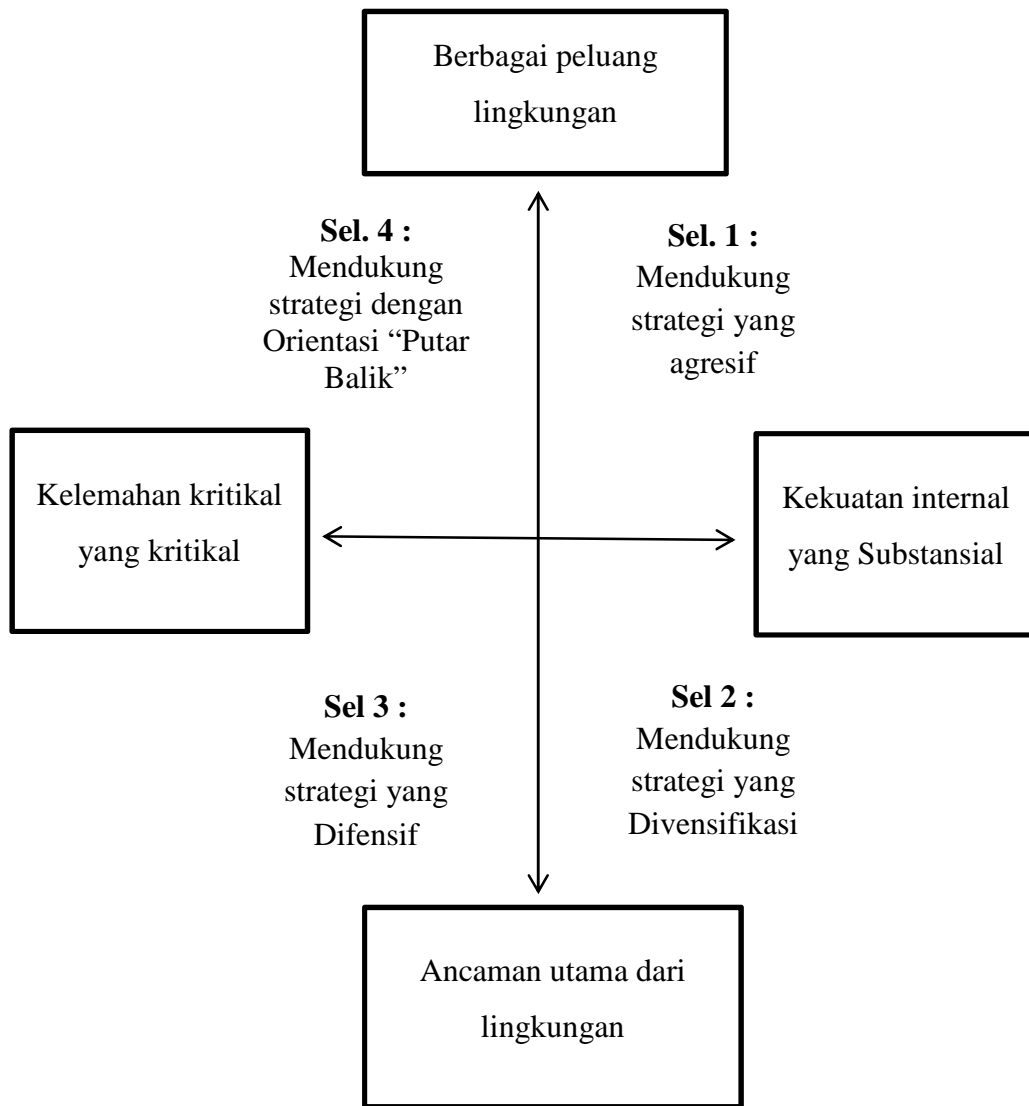 Berbagai peluang
lingkungan
Sel. 4 :
Mendukung
strategi dengan
Orientasi “Putar
Balik”
Sel. 1 :
Mendukung
strategi yang
agresif
Kelemahan kritikal
yang kritikal
Kekuatan internal
yang Substansial
Sel 3 :
Mendukung
strategi yang
Difensif
Sel 2 :
Mendukung
strategi yang
Divensifikasi
Ancaman utama dari
lingkungan